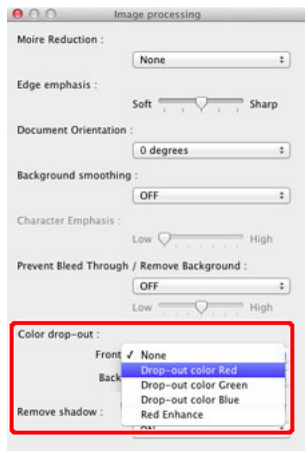 Image processing
Moire Reduction :
None
Edge emphasis :
Soft Sharp
Document Orientation :
0 degrees
Background smoothing :
OFF
Character Emphasis :
Low High
Prevent Bleed Through / Remove Background :
OFF
Low High
Color drop-out :
Front ✓ None
Drop-out color Red
Back Drop-out color Green
Drop-out color Blue
Remove shadow : Red Enhance
ON